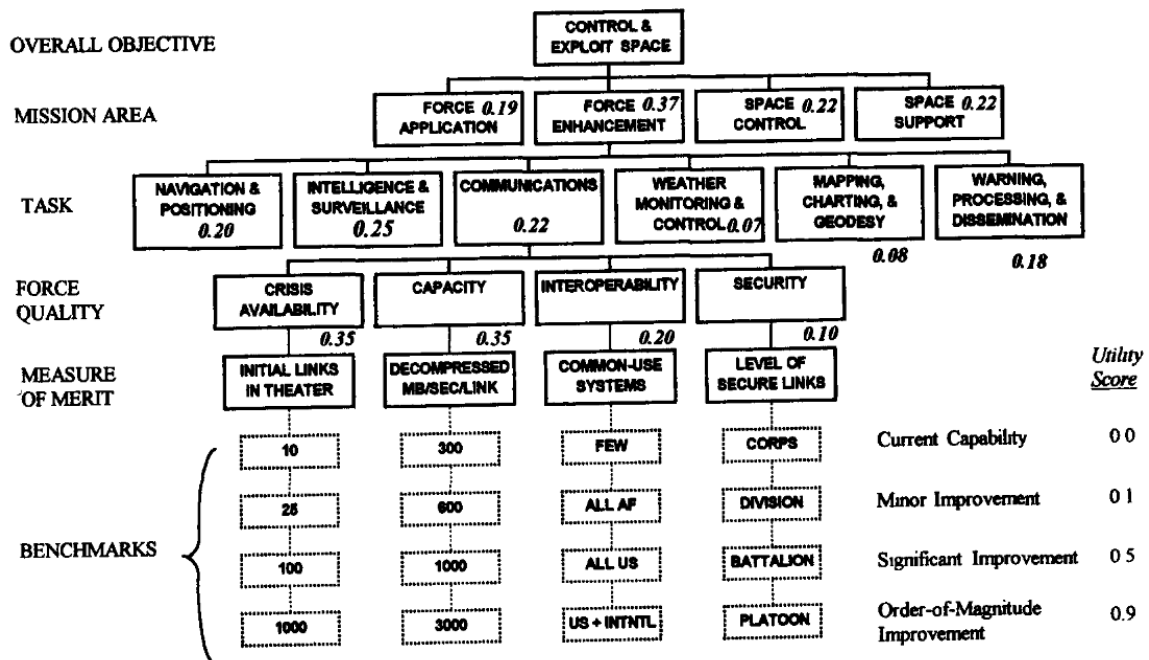 OVERALL OBJECTIVE
CONTROL &
EXPLOIT SPACE
MISSION AREA
FORCE 0.19
APPLICATION
FORCE 0.37
ENHANCEMENT
SPACE 0.22
CONTROL
SPACE 0.22
SUPPORT
TASK
NAVIGATION &
POSITIONING
0.20
INTELLIGENCE &
SURVEILLANCE
0.25
COMMUNICATIONS
0.22
WEATHER
MONITORING &
CONTROL 0.07
MAPPING,
CHARTING, &
GEODESY
0.08
WARNING,
PROCESSING, &
DISSEMINATION
0.18
FORCE
QUALITY
CRISIS
AVAILABILITY
0.35
CAPACITY
0.35
INTEROPERABILITY
0.20
SECURITY
0.10
MEASURE
OF MERIT
INITIAL LINKS
IN THEATER
DECOMPRESSED
MB/SEC/LINK
COMMON-USE
SYSTEMS
LEVEL OF
SECURE LINKS
Utility
Score
BENCHMARKS
10
300
FEW
CORPS
Current Capability
0 0
25
600
ALL AF
DIVISION
Minor Improvement
0 1
100
1000
ALL US
BATTALION
Significant Improvement
0 5
1000
3000
US + INTNTL
PLATOON
Order-of-Magnitude
Improvement
0.9